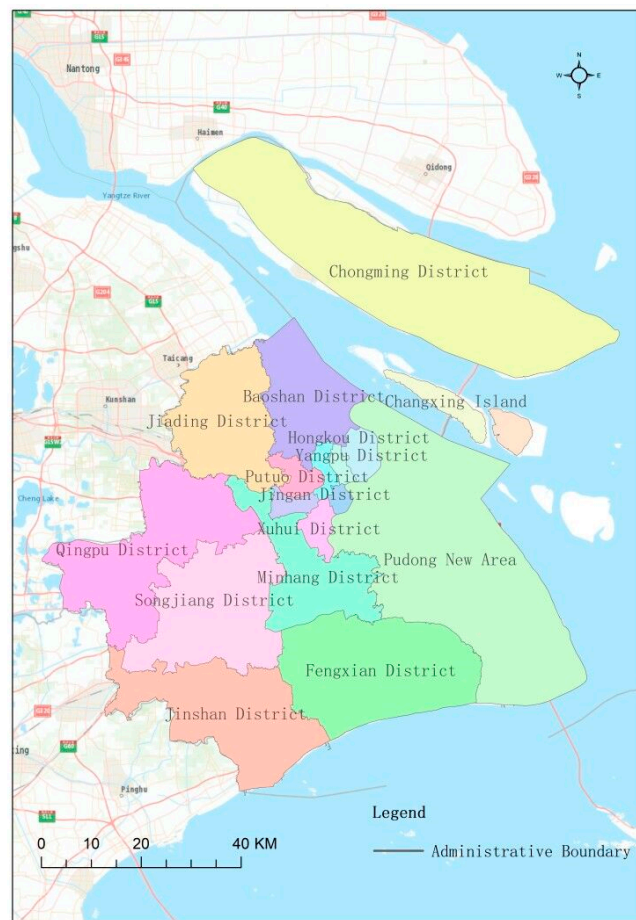 N
W E
S
Nantong
Haimen
Qidong
Yangtze River
Chongming District
Taicang
Kunshan
Baoshan District
Changxing Island
Jiading District
Hongkou District
Yangpu District
Putuo District
Jingan District
Cheng Lake
Xuhui District
Qingpu District
Pudong New Area
Minhang District
Songjiang District
Fengxian District
Jinshan District
Pinghu
Legend
0 10 20 40 KM
Administrative Boundary